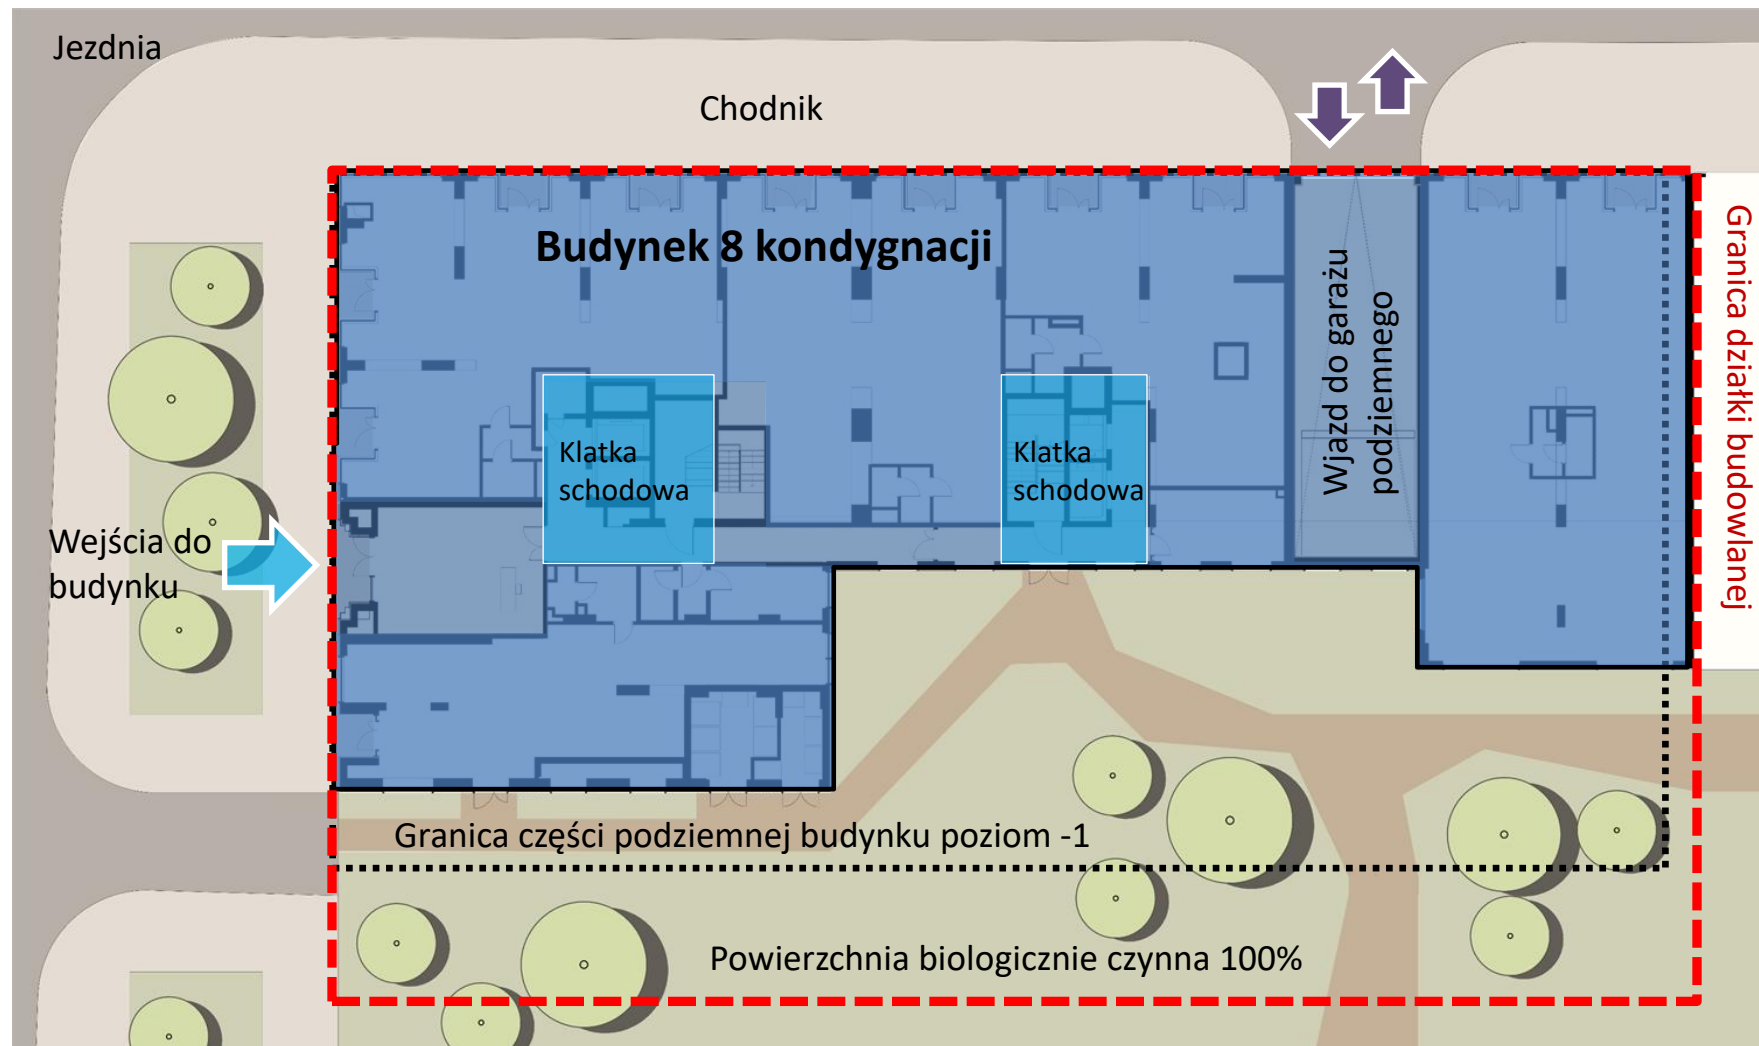 Jezdnia
Chodnik
Budynek 8 kondygnacji
Wjazd do garażu
podziemnego
Granica działki budowlanej
Klatka
schodowa
Klatka
schodowa
Wejścia do
budynku
Granica części podziemnej budynku poziom -1
Powierzchnia biologicznie czynna 100%